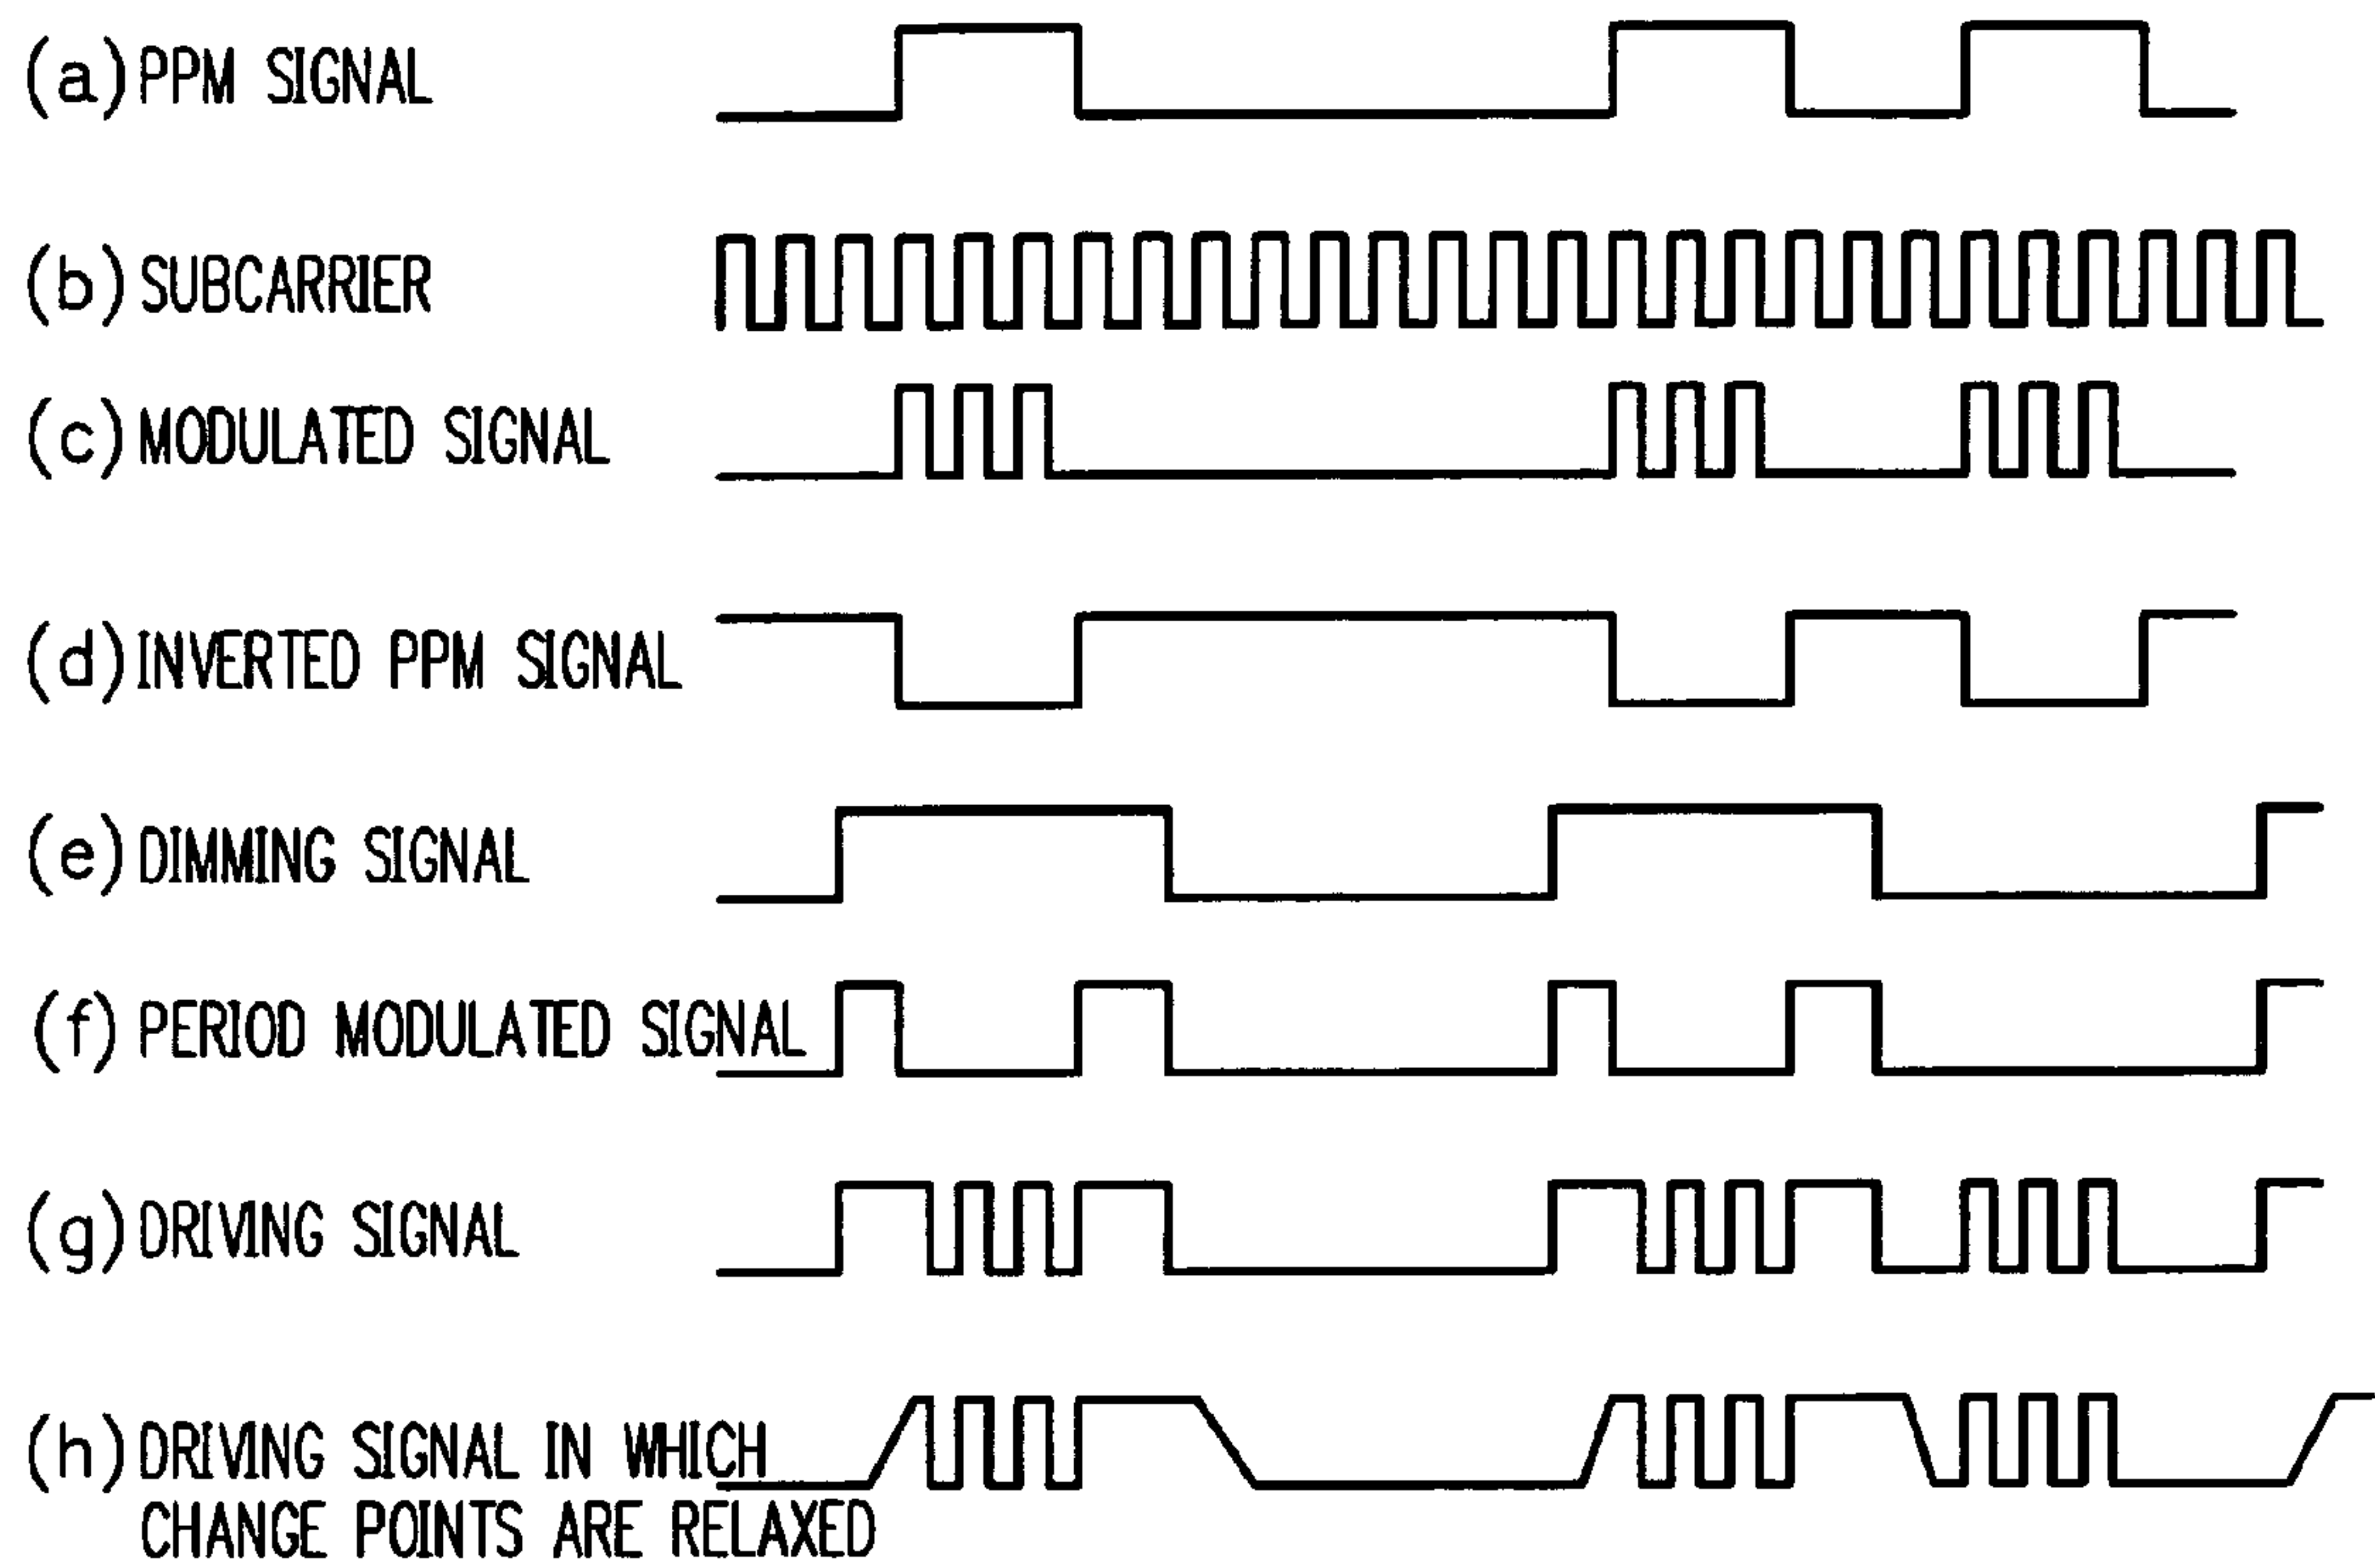 (a) PPM SIGNAL
(b) SUBCARRIER
(c) MODULATED SIGNAL
(d) INVERTED PPM SIGNAL
(e) DIMMING SIGNAL
(f) PERIOD MODULATED SIGNAL
(g) DRIVING SIGNAL
(h) DRIVING SIGNAL IN WHICH
CHANGE POINTS ARE RELAXED